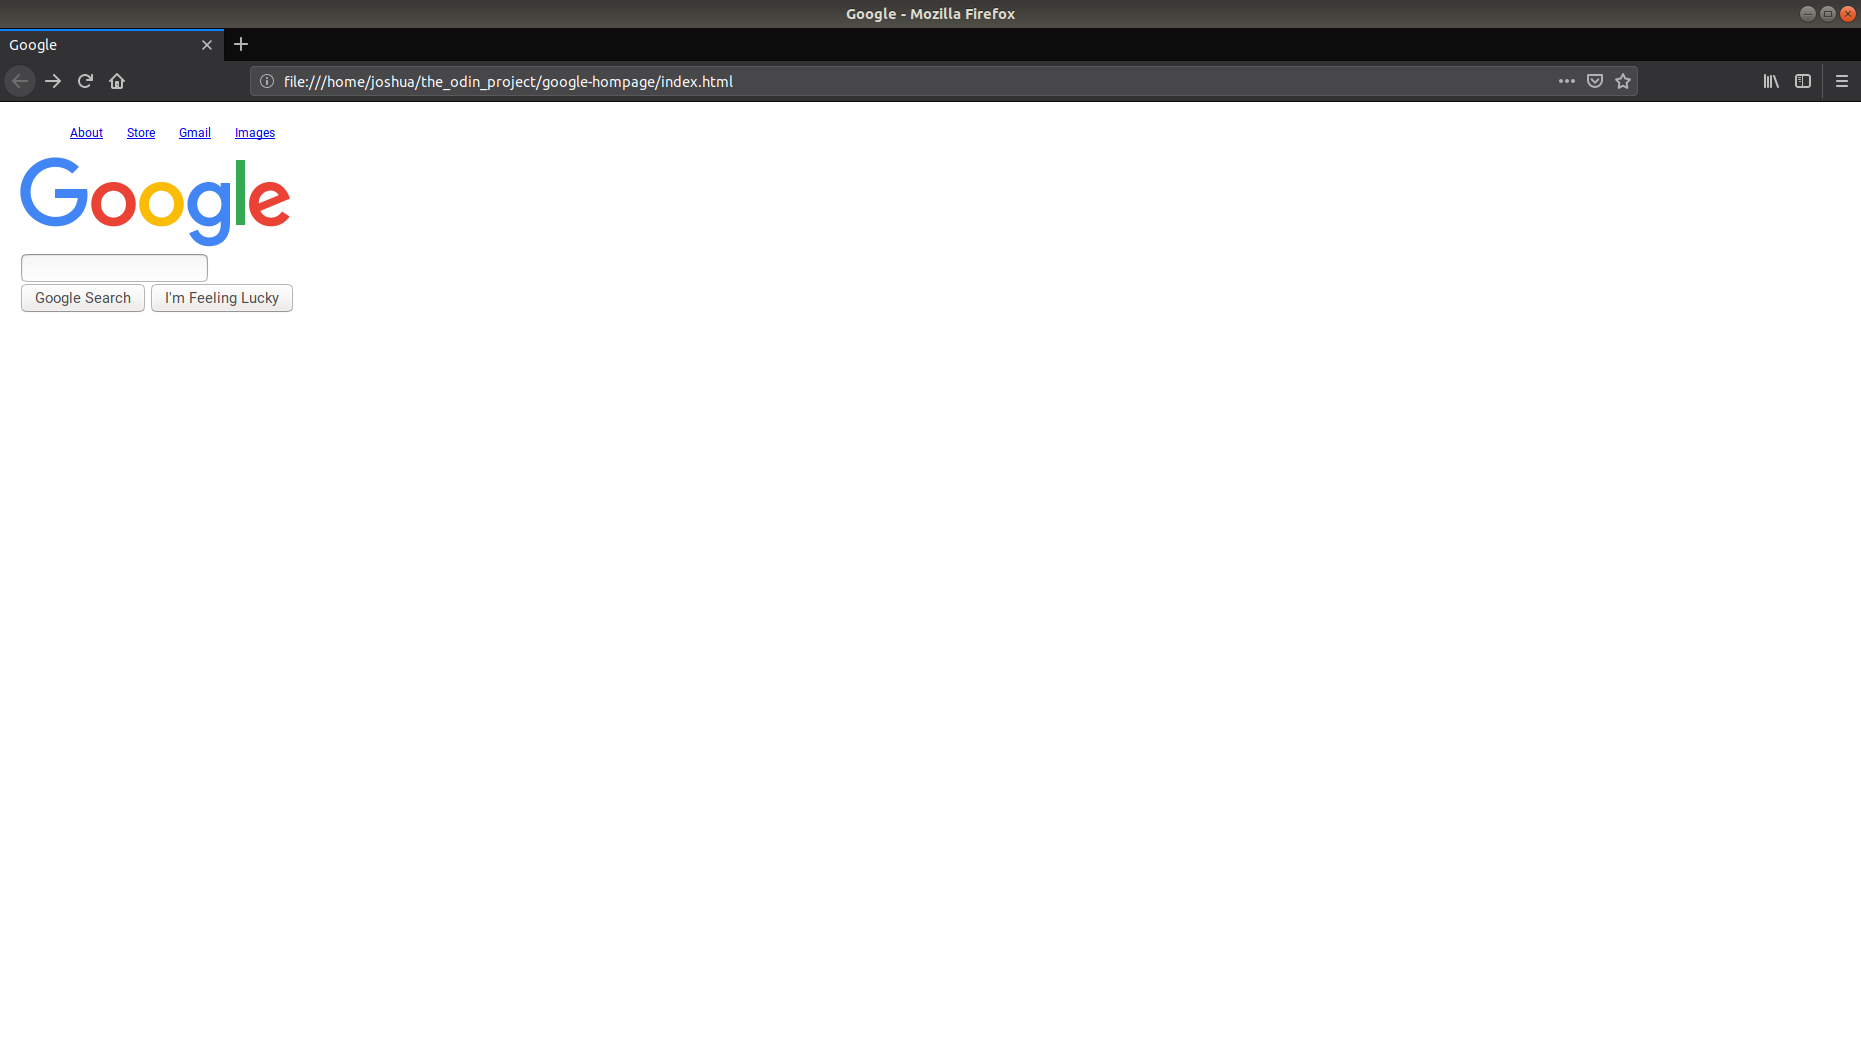 Google - Mozilla Firefox
Google
file:///home/joshua/the_odin_project/google-hompage/index.html
About Store Gmail Images
Google
Google Search I'm Feeling Lucky